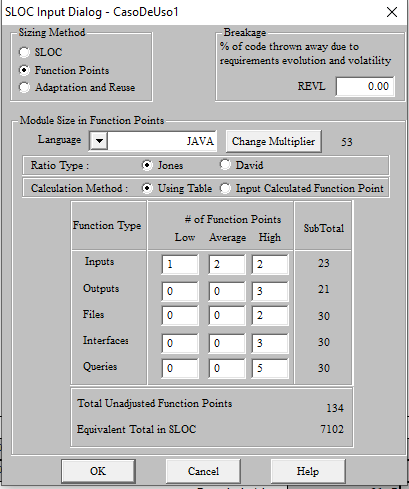 SLOC Input Dialog - CasoDeUso1
Sizing Method
SLOC
Function Points
Adaptation and Reuse
Breakage
% of code thrown away due to
requirements evolution and volatility
REVL 0.00
Module Size in Function Points
Language JAVA Change Multiplier 53
Ratio Type : Jones David
Calculation Method : Using Table Input Calculated Function Point
Function Type # of Function Points SubTotal
Low Average High
Inputs 1 2 2 23
Outputs 0 0 3 21
Files 0 0 2 30
Interfaces 0 0 3 30
Queries 0 0 5 30
Total Unadjusted Function Points 134
Equivalent Total in SLOC 7102
OK Cancel Help